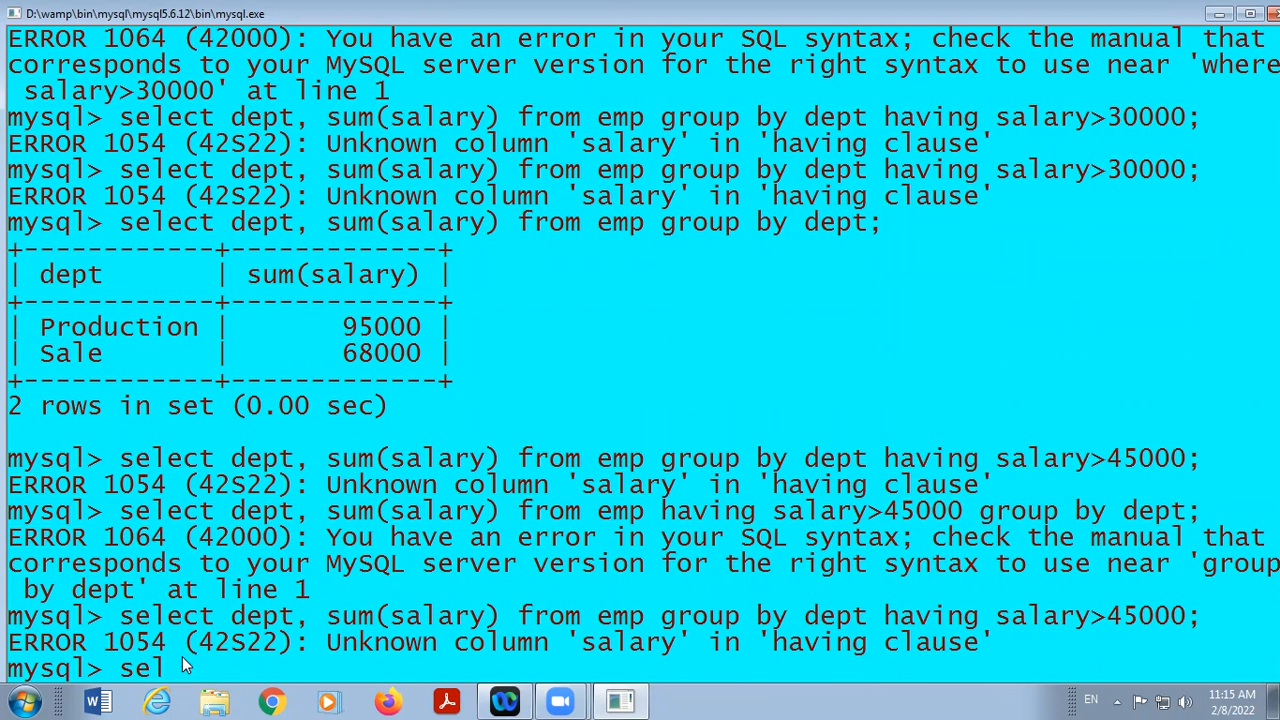 D:\wamp\bin\mysql\mysql5.6.12\bin\mysql.exe
ERROR 1064 (42000): You have an error in your SQL syntax; check the manual that
corresponds to your MySQL server version for the right syntax to use near 'where
 salary>30000' at line 1
mysql> select dept, sum(salary) from emp group by dept having salary>30000;
ERROR 1054 (42S22): Unknown column 'salary' in 'having clause'
mysql> select dept, sum(salary) from emp group by dept having salary>30000;
ERROR 1054 (42S22): Unknown column 'salary' in 'having clause'
mysql> select dept, sum(salary) from emp group by dept;
+------------+-------------+
| dept       | sum(salary) |
+------------+-------------+
| Production |       95000 |
| Sale       |       68000 |
+------------+-------------+
2 rows in set (0.00 sec)
mysql> select dept, sum(salary) from emp group by dept having salary>45000;
ERROR 1054 (42S22): Unknown column 'salary' in 'having clause'
mysql> select dept, sum(salary) from emp having salary>45000 group by dept;
ERROR 1064 (42000): You have an error in your SQL syntax; check the manual that
corresponds to your MySQL server version for the right syntax to use near 'group
 by dept' at line 1
mysql> select dept, sum(salary) from emp group by dept having salary>45000;
ERROR 1054 (42S22): Unknown column 'salary' in 'having clause'
mysql> sel
EN
11:15 AM
2/8/2022